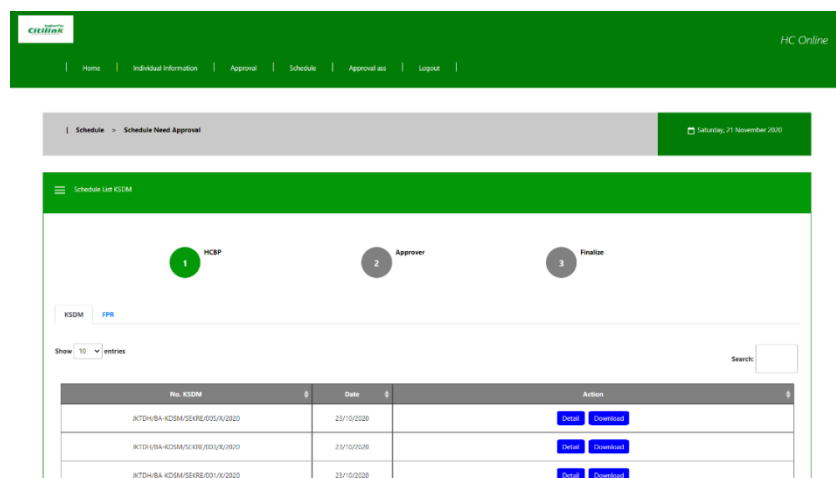 Citilink
HC Online
| Home | Individual Information | Approval | Schedule | Approval ass | Logout |
| Schedule > Schedule Need Approval
Saturday, 21 November 2020
Schedule List KSDM
1 HCBP
2 Approver
3 Finalize
KSDM FPR
Show 10 entries
Search:
No. KSDM Date Action
JKTDH/BA-KDSM/SEKRE/005/X/2020 23/10/2020 Detail Download
JKTDH/BA-KDSM/SEKRE/003/X/2020 23/10/2020 Detail Download
JKTDH/BA-KDSM/SEKRE/001/X/2020 23/10/2020 Detail Download